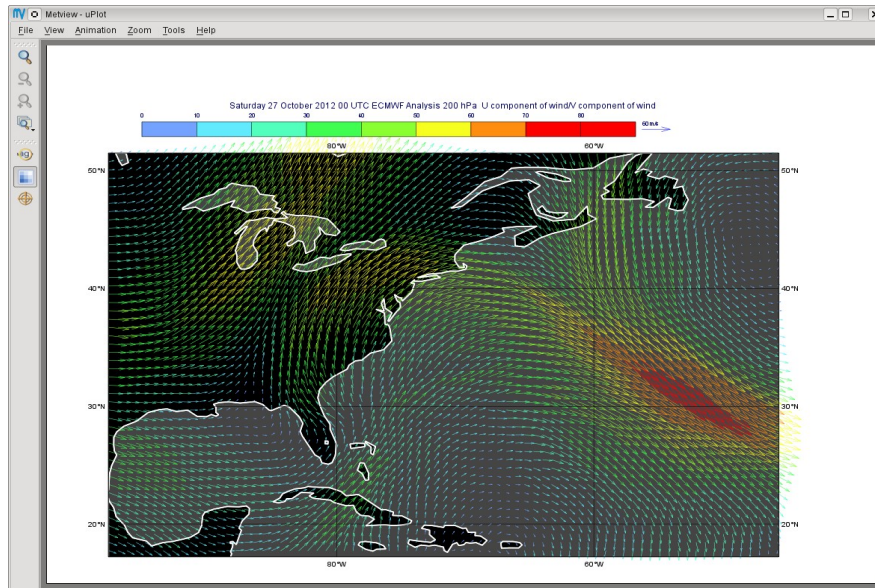 Metview - uPlot
File View Animation Zoom Tools Help
Saturday 27 October 2012 00 UTC ECMWF Analysis 200 hPa U component of wind/V component of wind
0 10 20 30 40 50 60 70 80
60 m/s
80°W 60°W
50°N 50°N
40°N 40°N
30°N 30°N
20°N 20°N
80°W 60°W